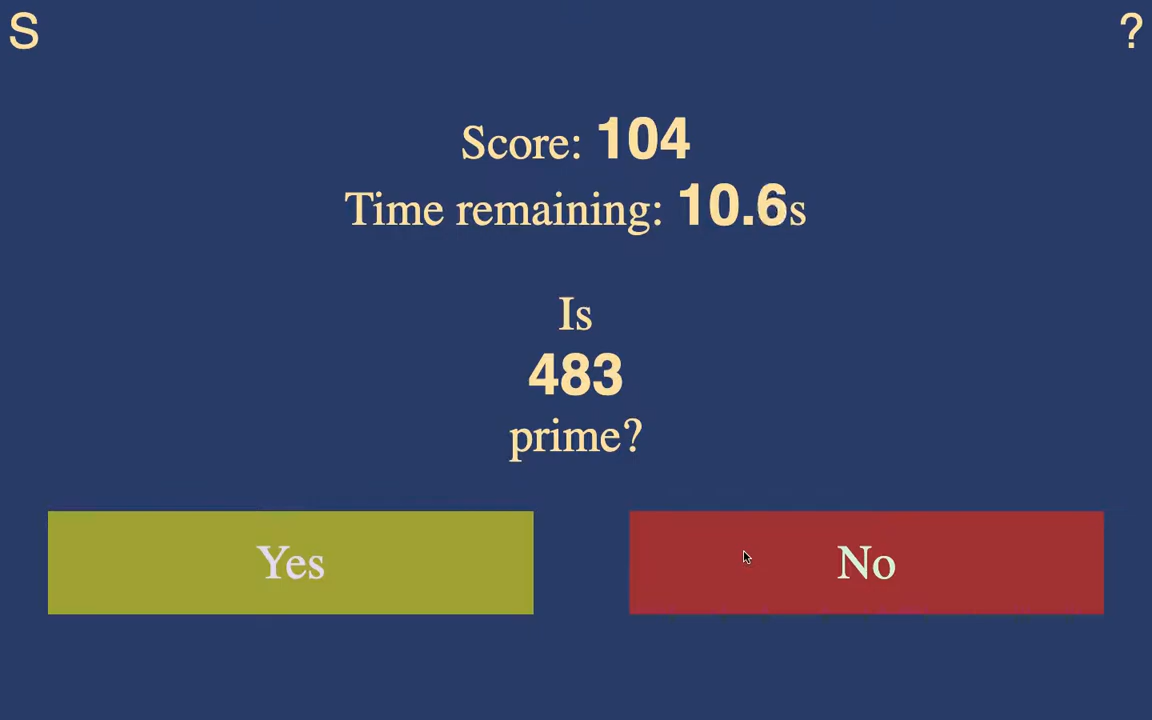 S
?
Score: 104
Time remaining: 10.6s
Is
483
prime?
Yes
No